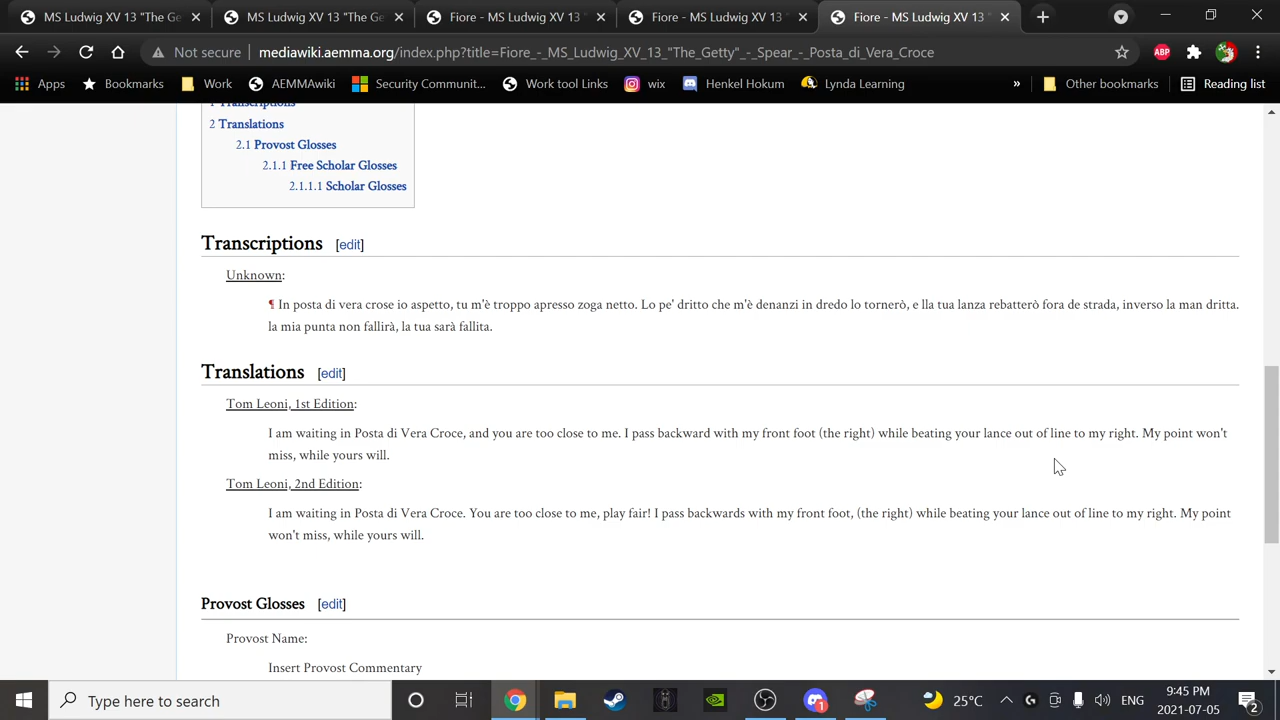 MS Ludwig XV 13 "The Ge
MS Ludwig XV 13 "The Get
Fiore - MS Ludwig XV 13
Fiore - MS Ludwig XV 13 "
Fiore - MS Ludwig XV 13 "
Not secure
mediawiki.aemma.org/index.php?title=Fiore_-_MS_Ludwig_XV_13_"The_Getty"_-_Spear_-_Posta_di_Vera_Croce
ABP
Apps
Bookmarks
Work
AEMMAwiki
Security Communit...
Work tool Links
wix
Henkel Hokum
Lynda Learning
»
Other bookmarks
Reading list
1 Transcriptions
2 Translations
2.1 Provost Glosses
2.1.1 Free Scholar Glosses
2.1.1.1 Scholar Glosses
Transcriptions [edit]
Unknown:
¶ In posta di vera crose io aspetto, tu m'è troppo apresso zoga netto. Lo pe' dritto che m'è denanzi in dredo lo tornerò, e lla tua lanza rebatterò fora de strada, inverso la man dritta.
la mia punta non fallirà, la tua sarà fallita.
Translations [edit]
Tom Leoni, 1st Edition:
I am waiting in Posta di Vera Croce, and you are too close to me. I pass backward with my front foot (the right) while beating your lance out of line to my right. My point won't
miss, while yours will.
Tom Leoni, 2nd Edition:
I am waiting in Posta di Vera Croce. You are too close to me, play fair! I pass backwards with my front foot, (the right) while beating your lance out of line to my right. My point
won't miss, while yours will.
Provost Glosses [edit]
Provost Name:
Insert Provost Commentary
Type here to search
1
25°C
ENG
9:45 PM
2021-07-05
2